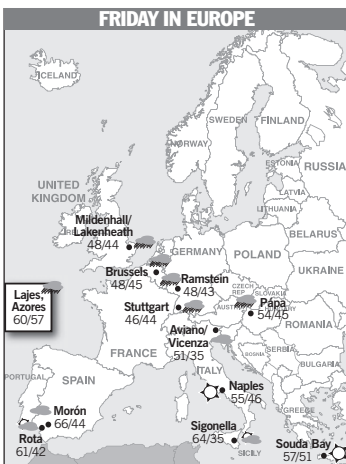 FRIDAY IN EUROPE
ICELAND
SWEDEN
FINLAND
NORWAY
ESTONIA
RUSSIA
LATVIA
LITHUANIA
UNITED
KINGDOM
BELARUS
Mildenhall/
Lakenheath
48/44
GERMANY
POLAND
UKRAINE
Brussels
48/45
Ramstein
48/43
CZECH
REP.
SLOVAKIA
Lajes,
Azores
60/57
Stuttgart
46/44
Pápa
54/45
Aviano/
Vicenza
51/35
ROMANIA
FRANCE
BOSNIA
SERBIA
BULGARIA
ITALY
PORTUGAL
SPAIN
Naples
55/46
Morón
66/44
GREECE
Sigonella
64/35
Rota
61/42
SICILY
Souda Bay
57/51